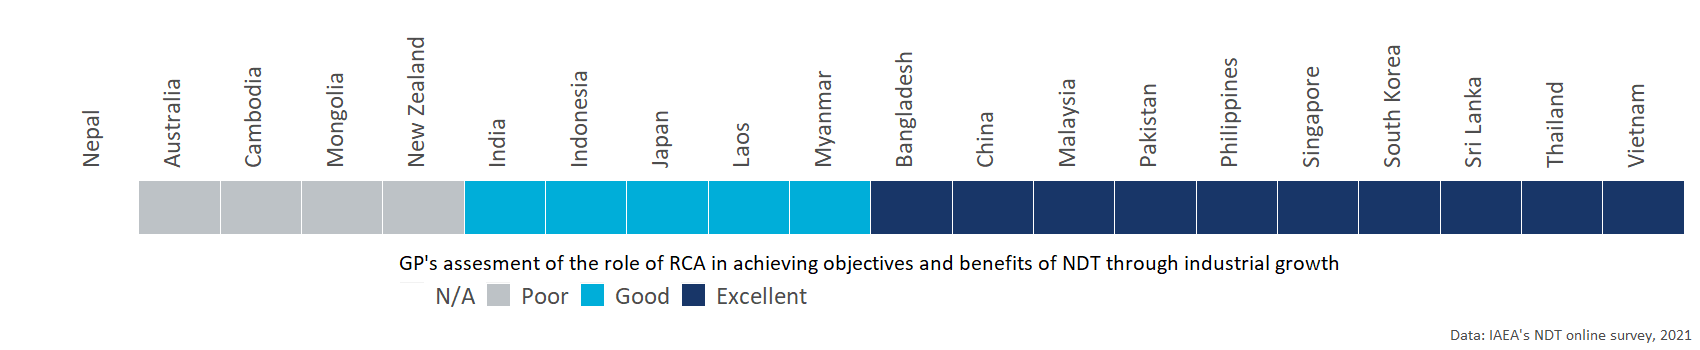 Nepal
Australia
Cambodia
Mongolia
New Zealand
India
Indonesia
Japan
Laos
Myanmar
Bangladesh
China
Malaysia
Pakistan
Philippines
Singapore
South Korea
Sri Lanka
Thailand
Vietnam
GP's assesment of the role of RCA in achieving objectives and benefits of NDT through industrial growth
N/A Poor Good Excellent
Data: IAEA's NDT online survey, 2021